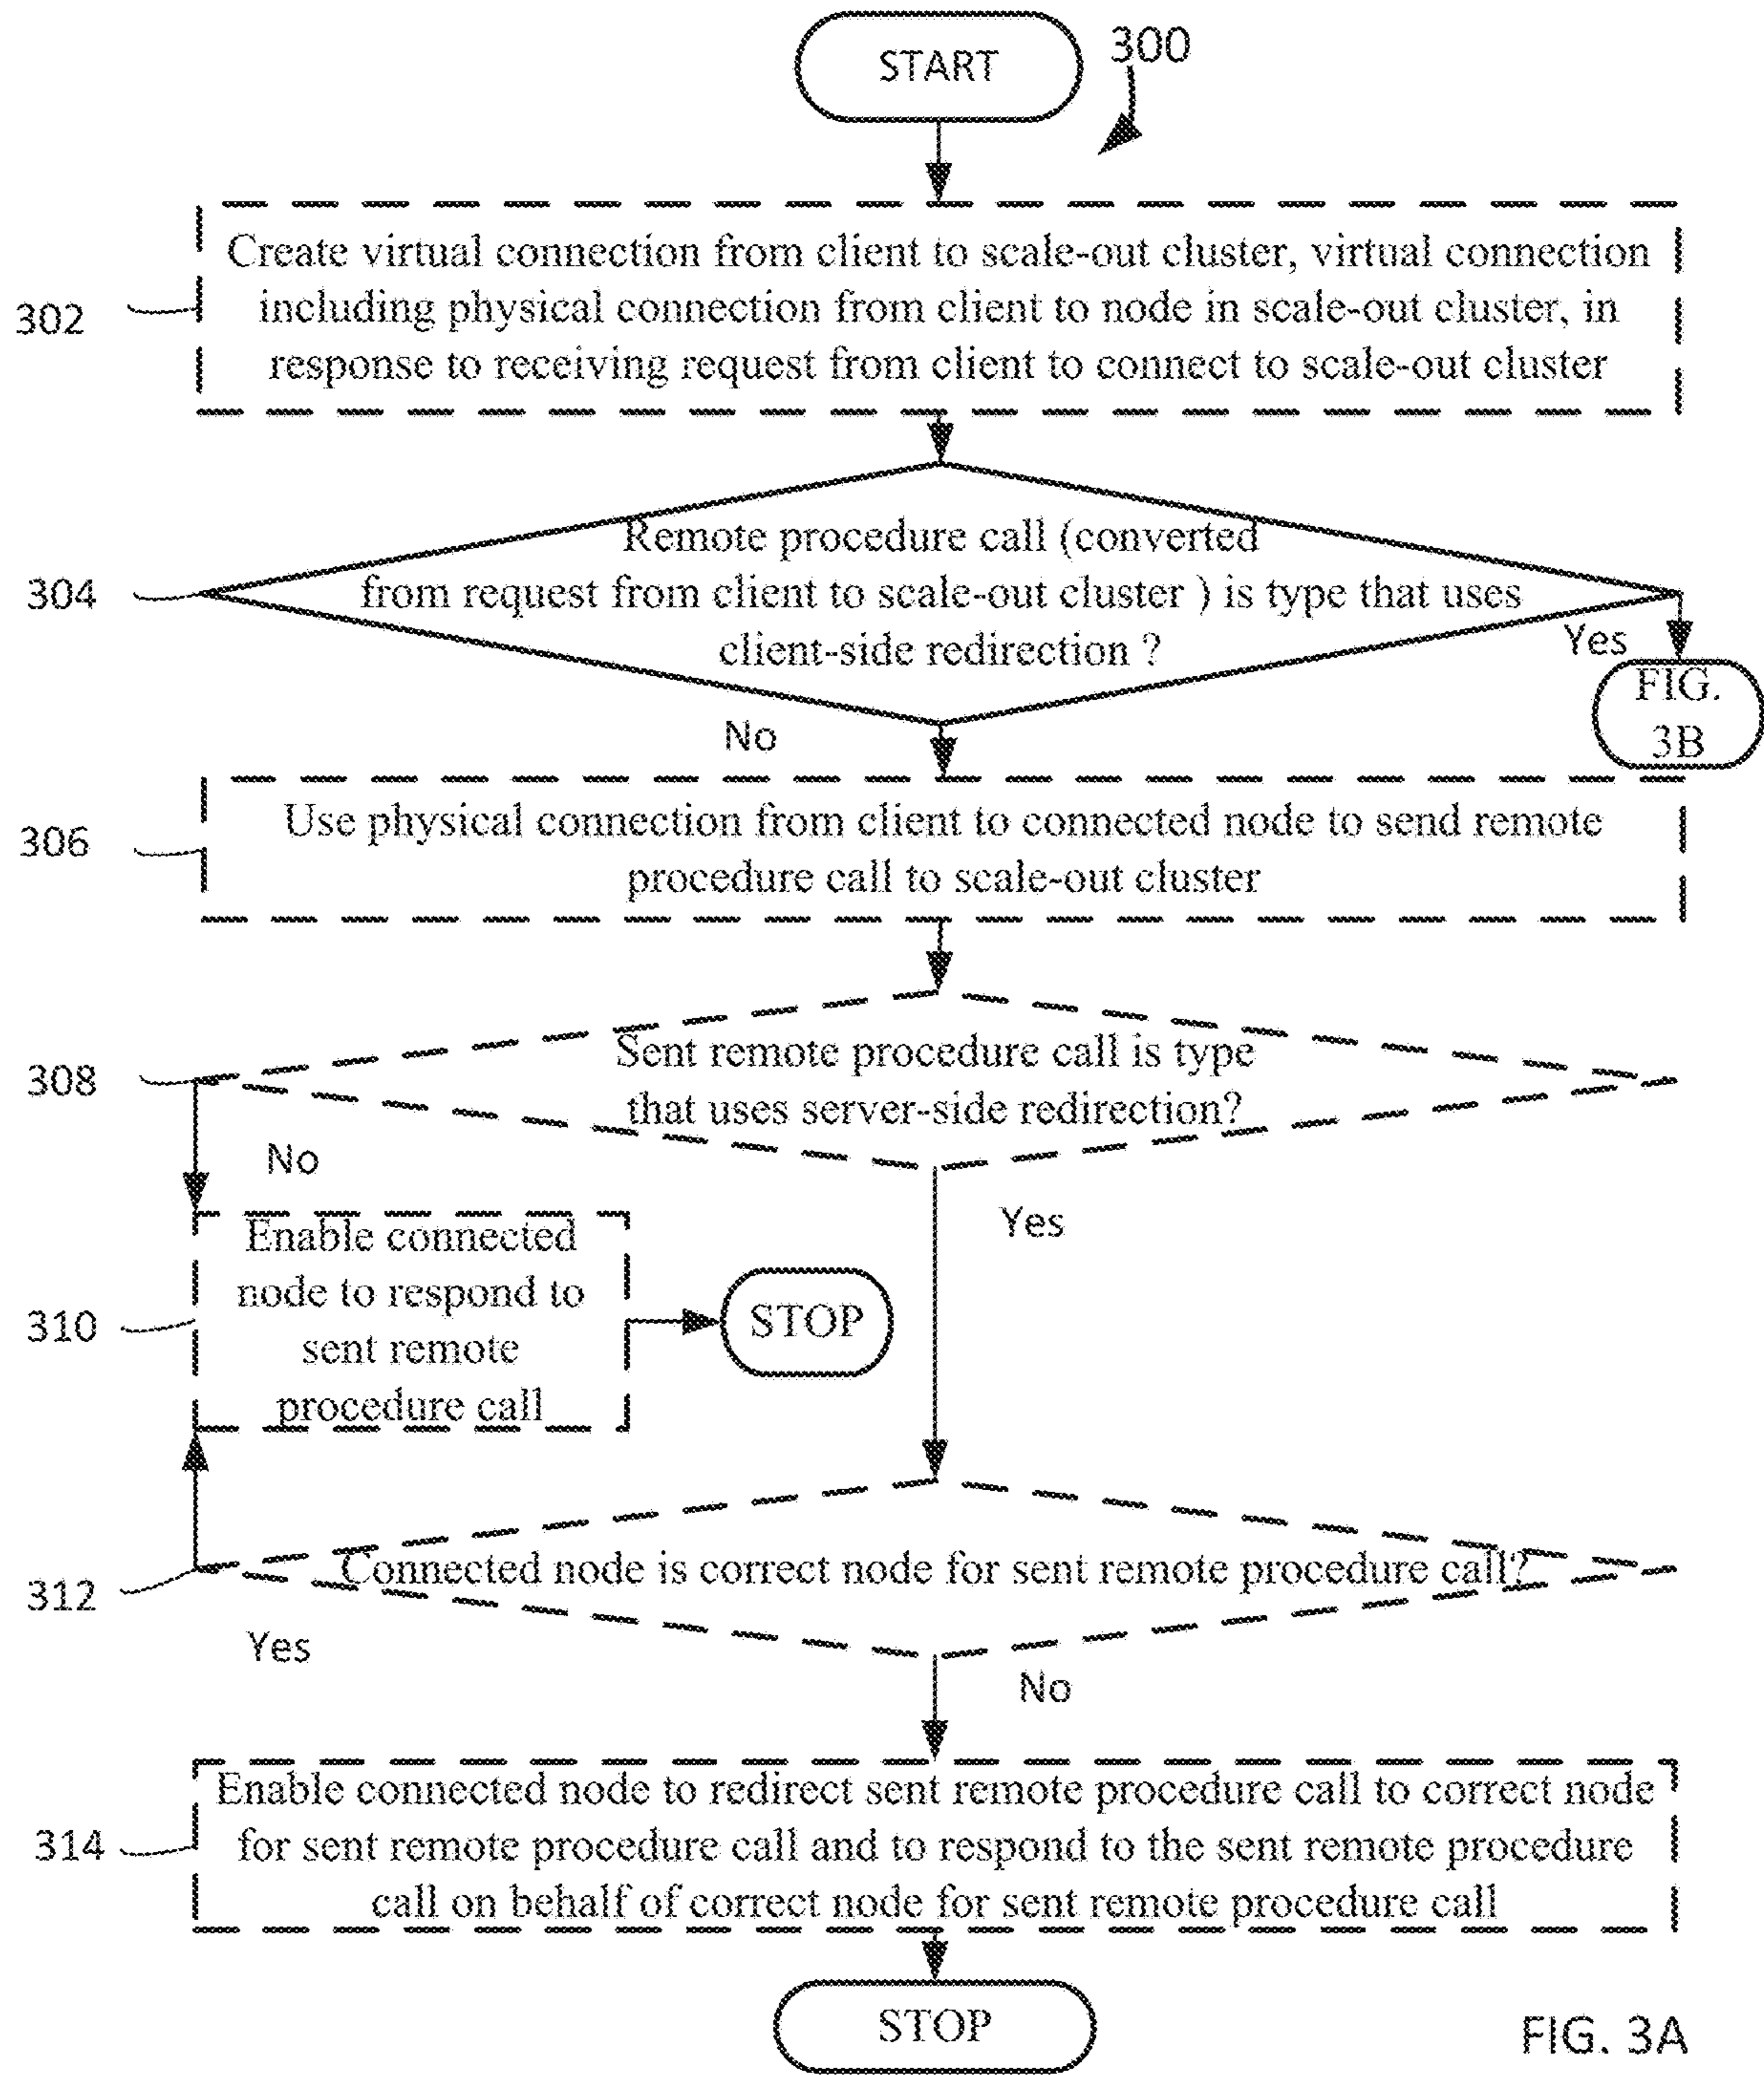 START
300
Create virtual connection from client to scale-out cluster, virtual connection
302
including physical connection from client to node in scale-out cluster, in
response to receiving request from client to connect to scale-out cluster
Remote procedure call (converted
304
from request from client to scale-out cluster ) is type that uses
client-side redirection ?
Yes
FIG.
3B
No
306
Use physical connection from client to connected node to send remote
procedure call to scale-out cluster
308
Sent remote procedure call is type
that uses server-side redirection?
No
Yes
310
Enable connected
node to respond to
sent remote
procedure call
STOP
312
Connected node is correct node for sent remote procedure call?
Yes
No
314
Enable connected node to redirect sent remote procedure call to correct node
for sent remote procedure call and to respond to the sent remote procedure
call on behalf of correct node for sent remote procedure call
STOP
FIG. 3A